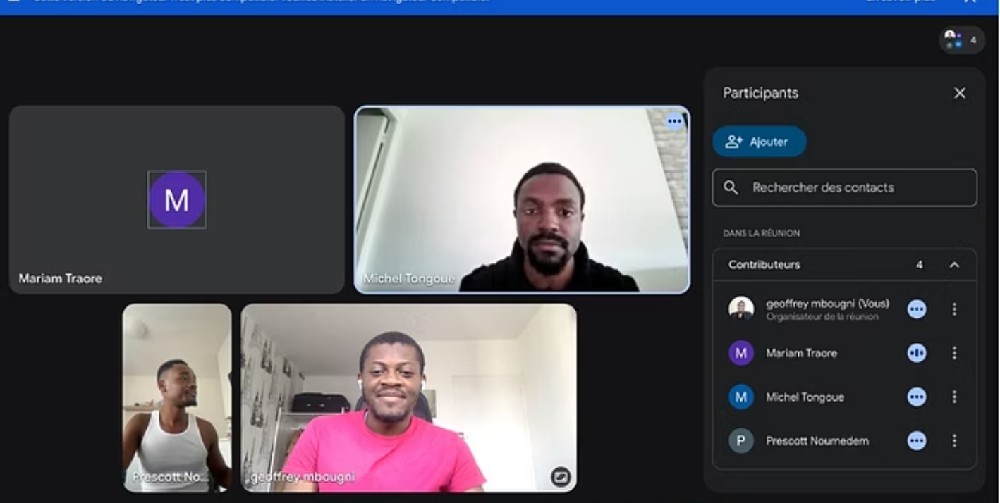 4
Participants
Ajouter
Rechercher des contacts
DANS LA RÉUNION
Contributeurs 4
geoffrey mbougni (Vous)
Organisateur de la réunion
M Mariam Traore
M Michel Tongoue
P Prescott Noumedem
M
Mariam Traore
Michel Tongoue
Prescott No...
geoffrey mbougni